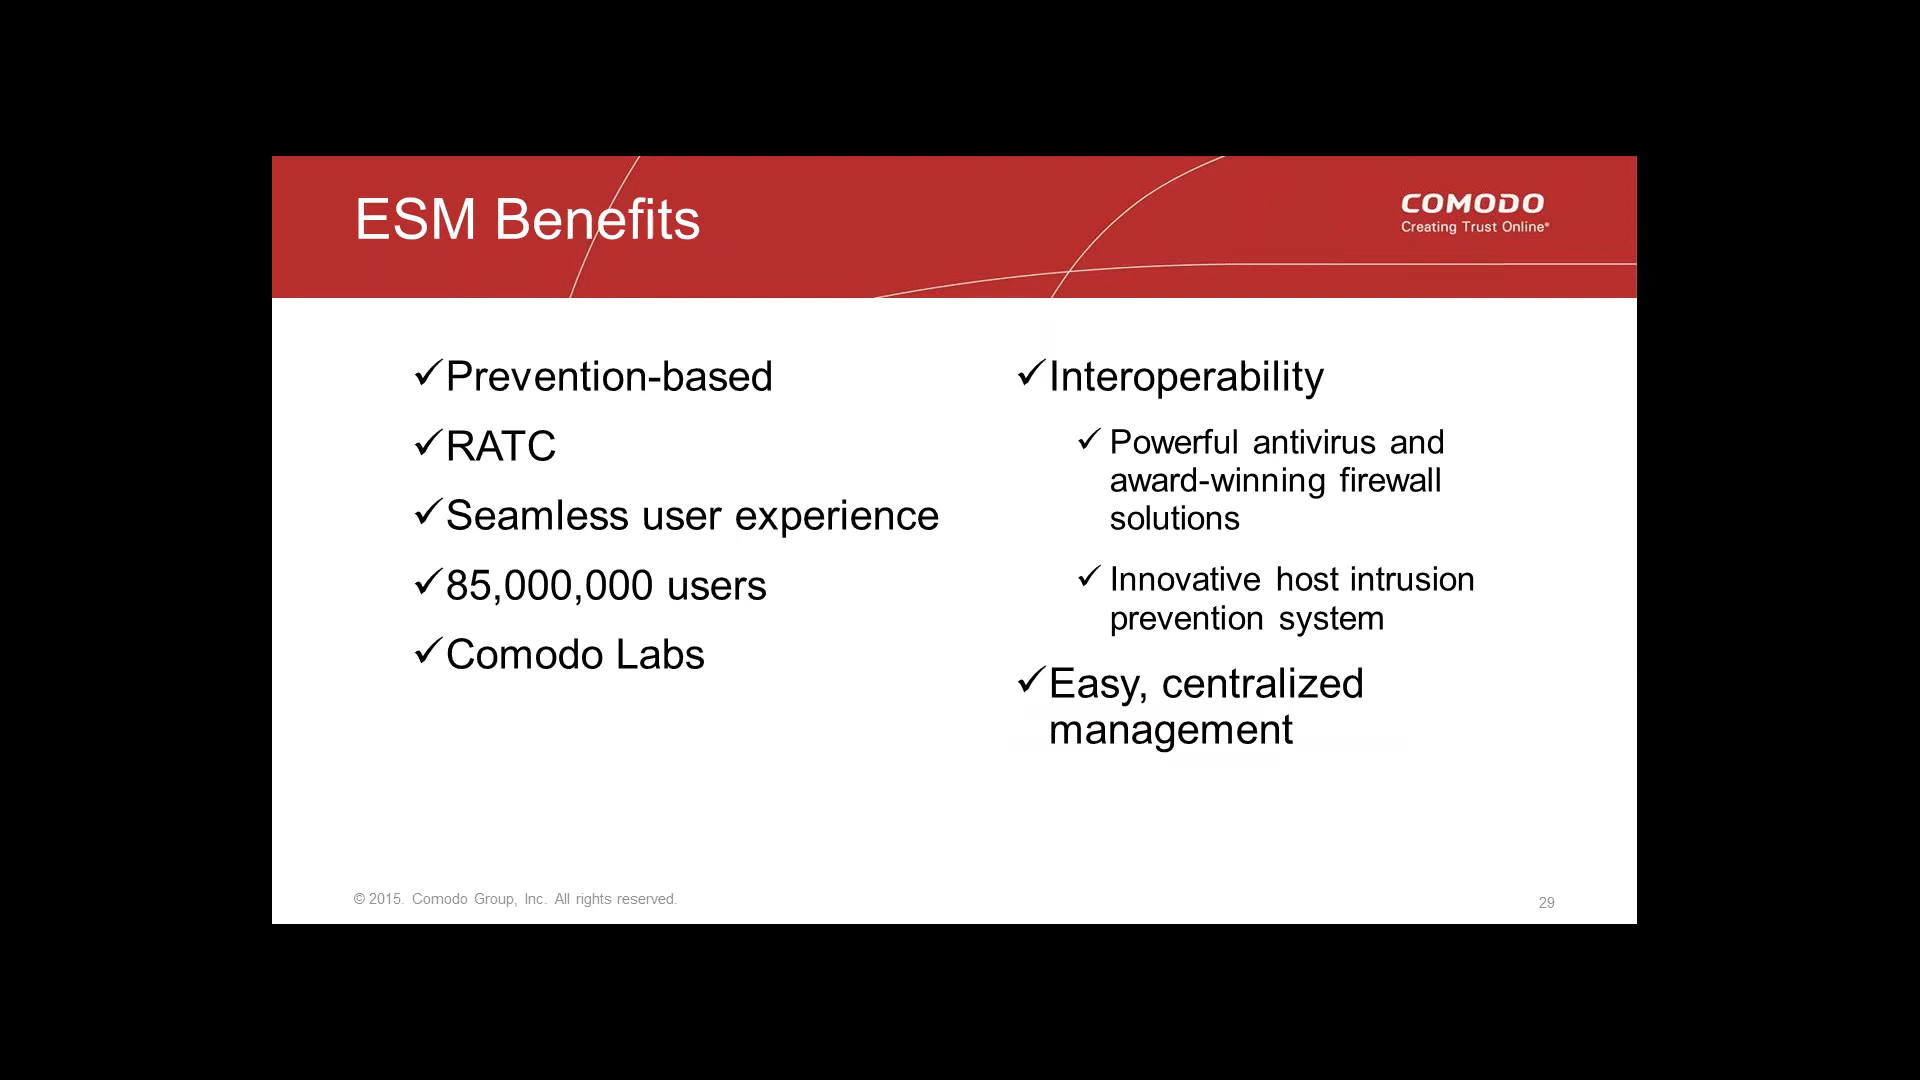 ESM Benefits
COMODO
Creating Trust Online®
✓Prevention-based
✓RATC
✓Seamless user experience
✓85,000,000 users
✓Comodo Labs
✓Interoperability
✓Powerful antivirus and
award-winning firewall
solutions
✓Innovative host intrusion
prevention system
✓Easy, centralized
management
© 2015. Comodo Group, Inc. All rights reserved.
29